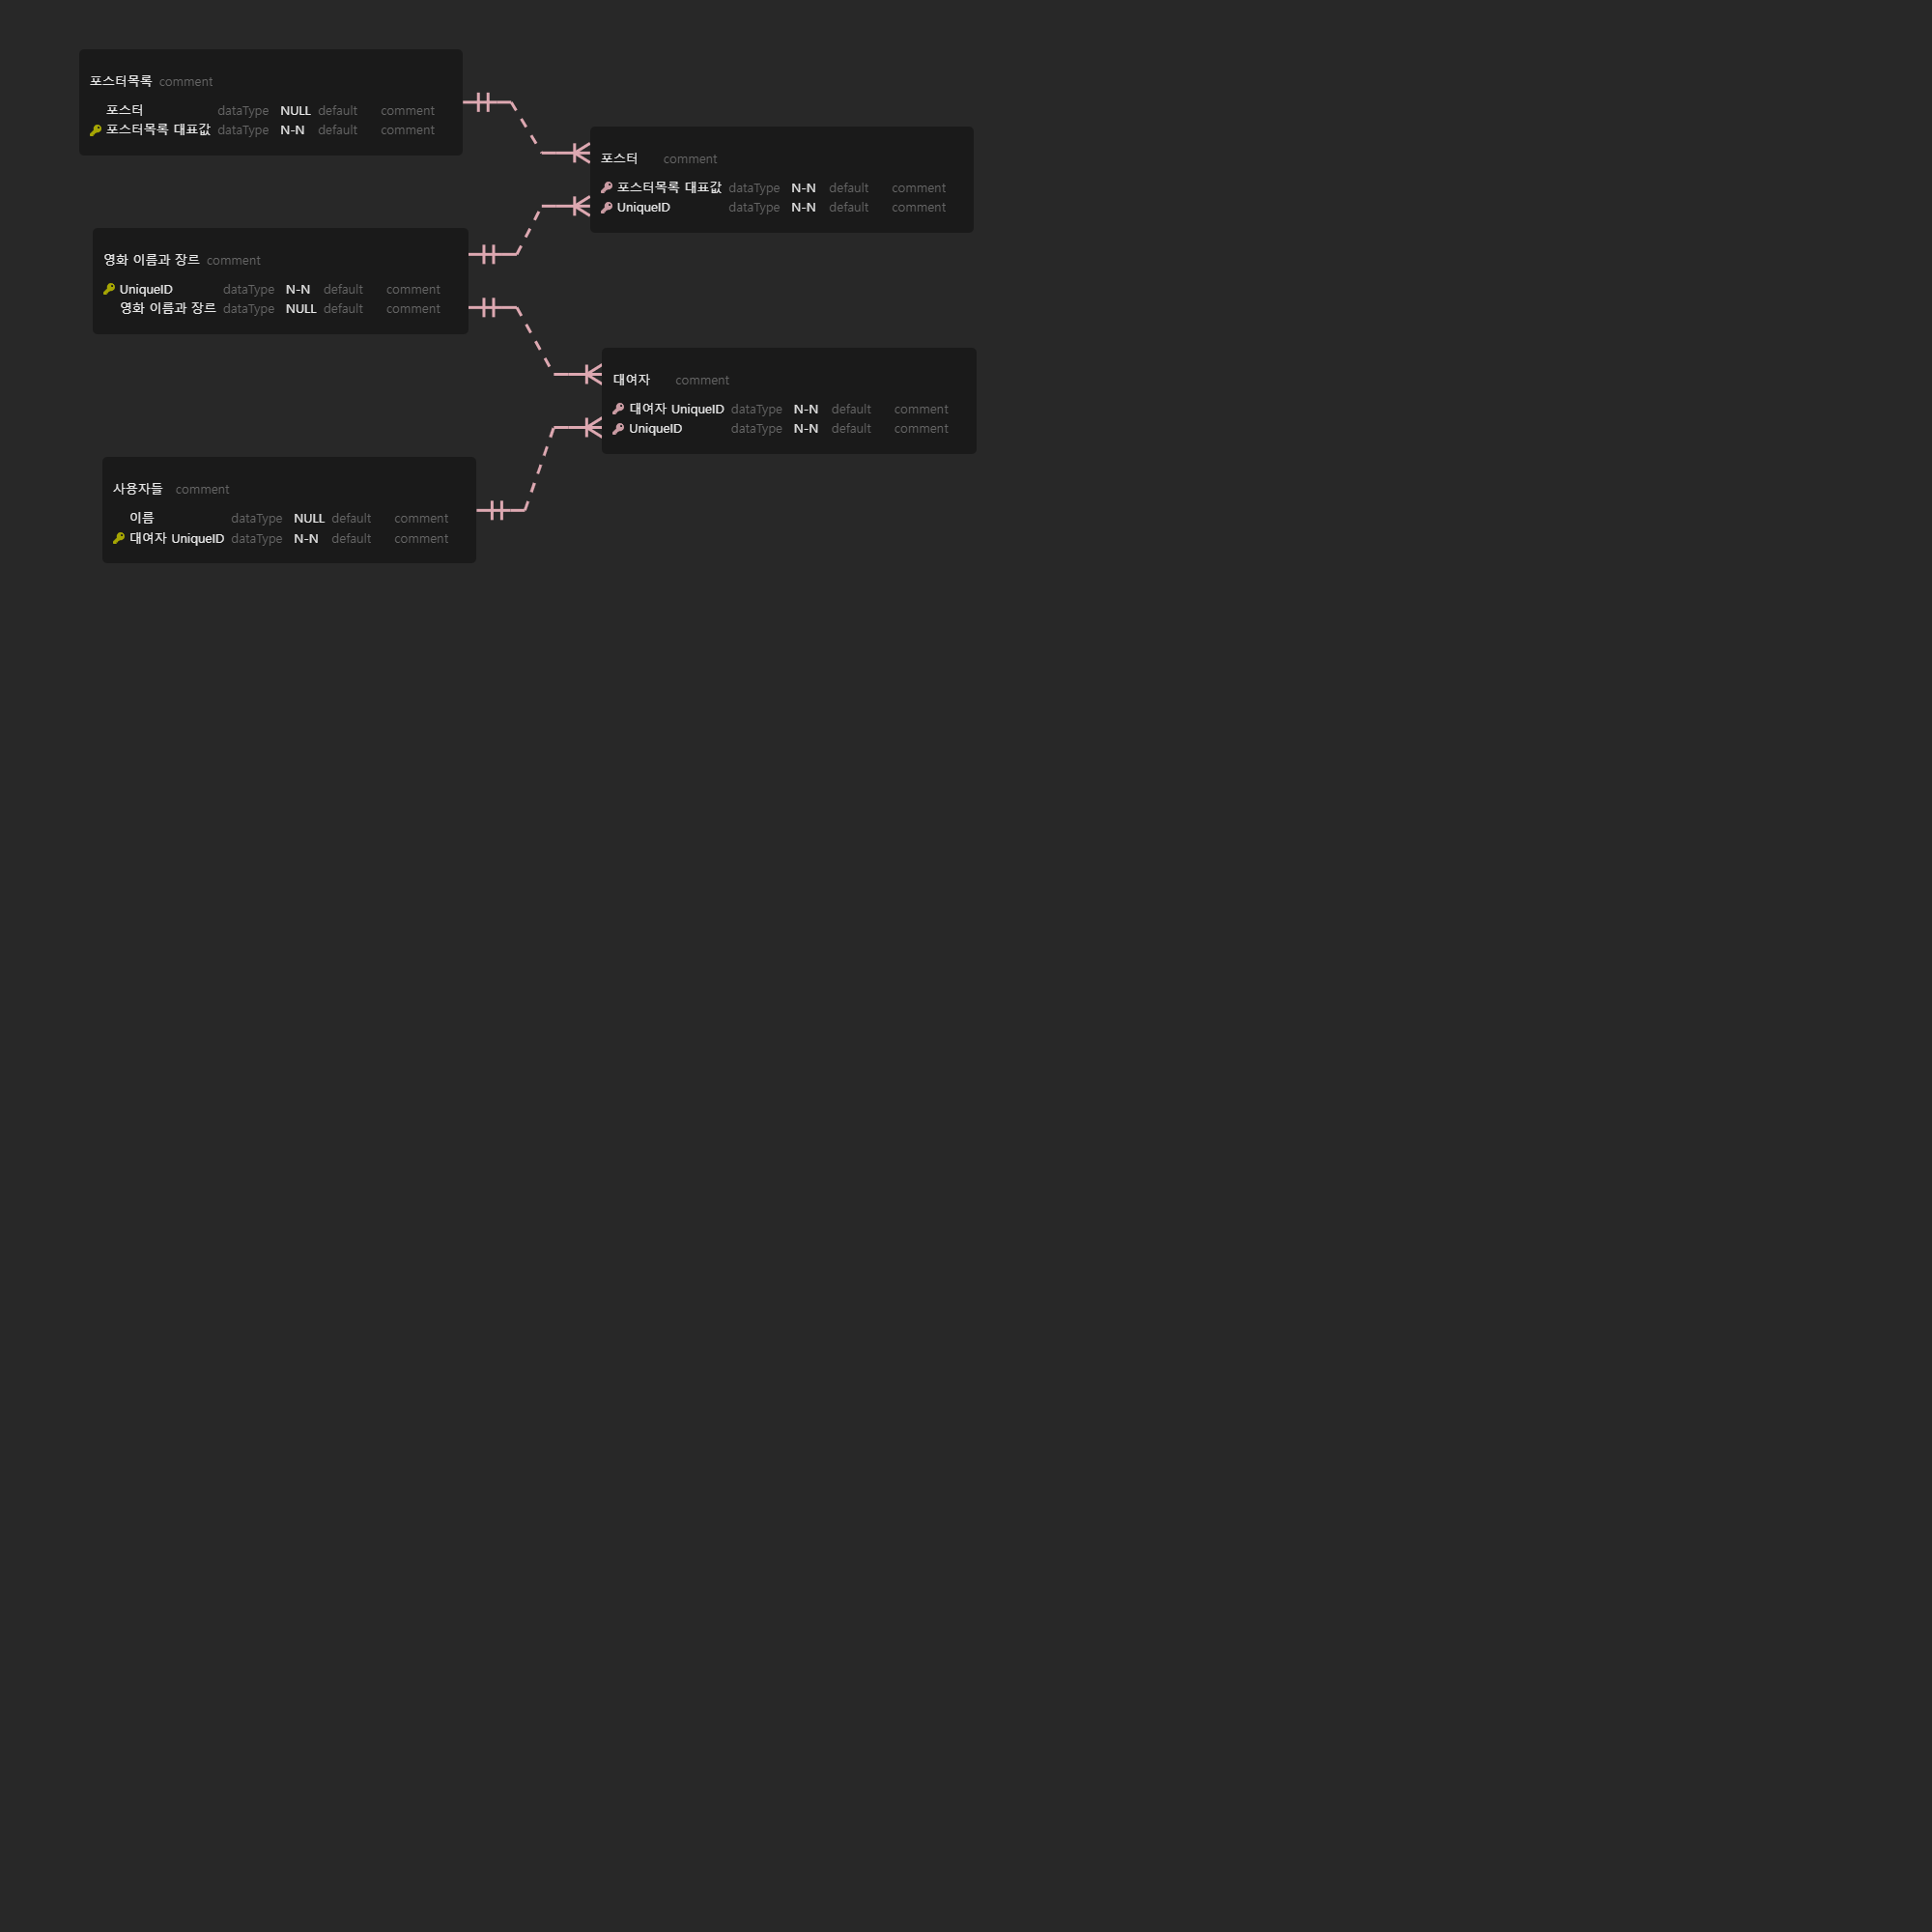 포스터목록 comment
포스터 dataType NULL default comment
포스터목록 대표값 dataType N-N default comment
포스터 comment
포스터목록 대표값 dataType N-N default comment
UniqueID dataType N-N default comment
영화 이름과 장르 comment
UniqueID dataType N-N default comment
영화 이름과 장르 dataType NULL default comment
대여자 comment
대여자 UniqueID dataType N-N default comment
UniqueID dataType N-N default comment
사용자들 comment
이름 dataType NULL default comment
대여자 UniqueID dataType N-N default comment